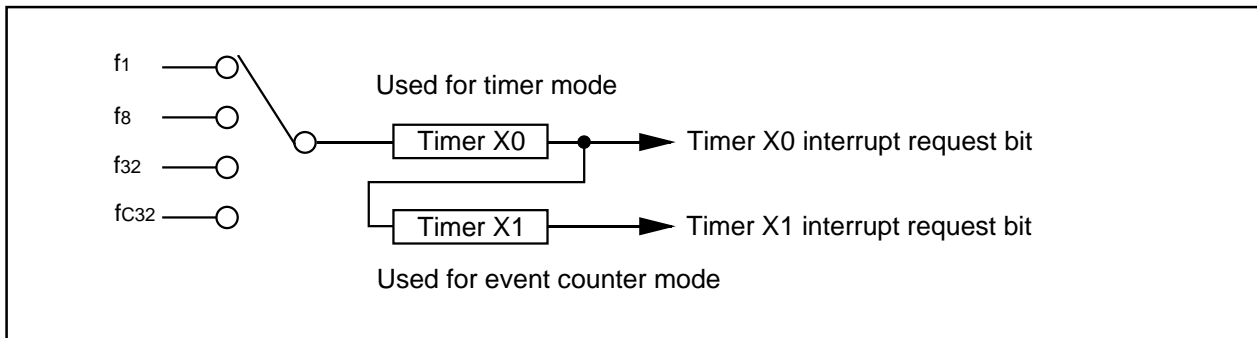 f1
Used for timer mode
f8
Timer X0
Timer X0 interrupt request bit
f32
fC32
Timer X1
Timer X1 interrupt request bit
Used for event counter mode